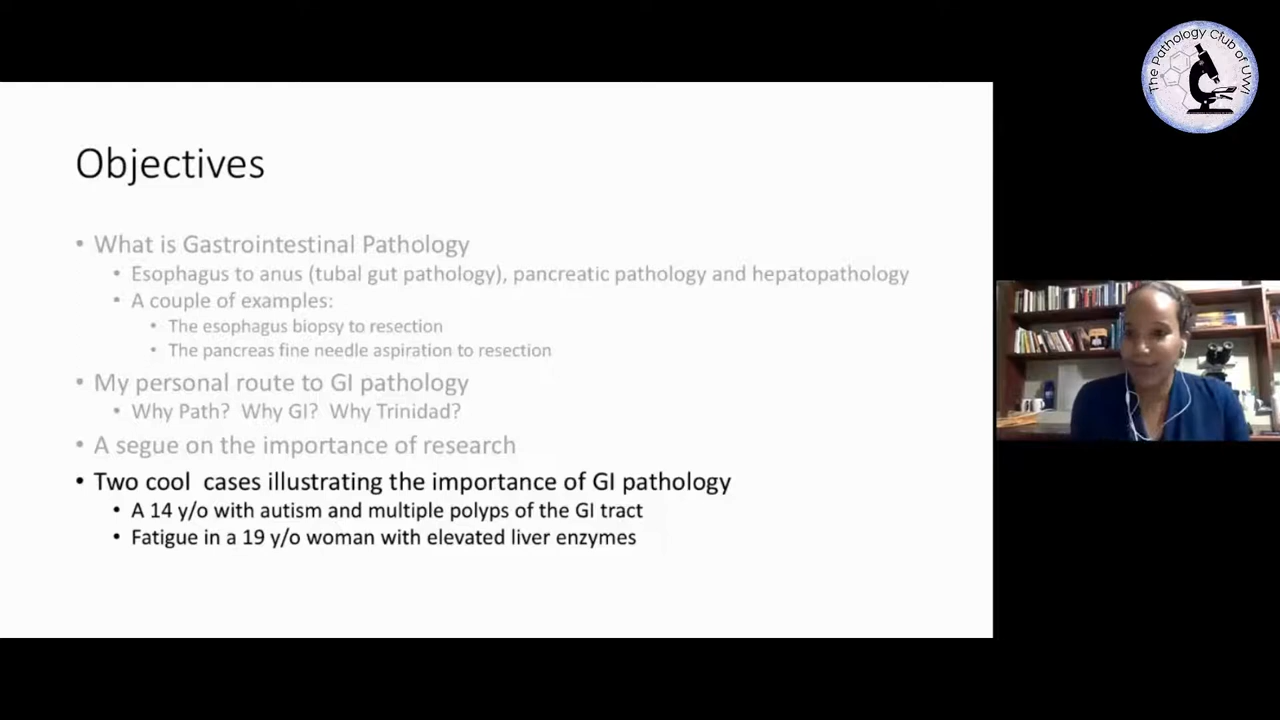 The Pathology Club of UWI
Objectives
• What is Gastrointestinal Pathology
• Esophagus to anus (tubal gut pathology), pancreatic pathology and hepatopathology
• A couple of examples:
• The esophagus biopsy to resection
• The pancreas fine needle aspiration to resection
• My personal route to GI pathology
• Why Path? Why GI? Why Trinidad?
• A segue on the importance of research
• Two cool cases illustrating the importance of GI pathology
• A 14 y/o with autism and multiple polyps of the GI tract
• Fatigue in a 19 y/o woman with elevated liver enzymes